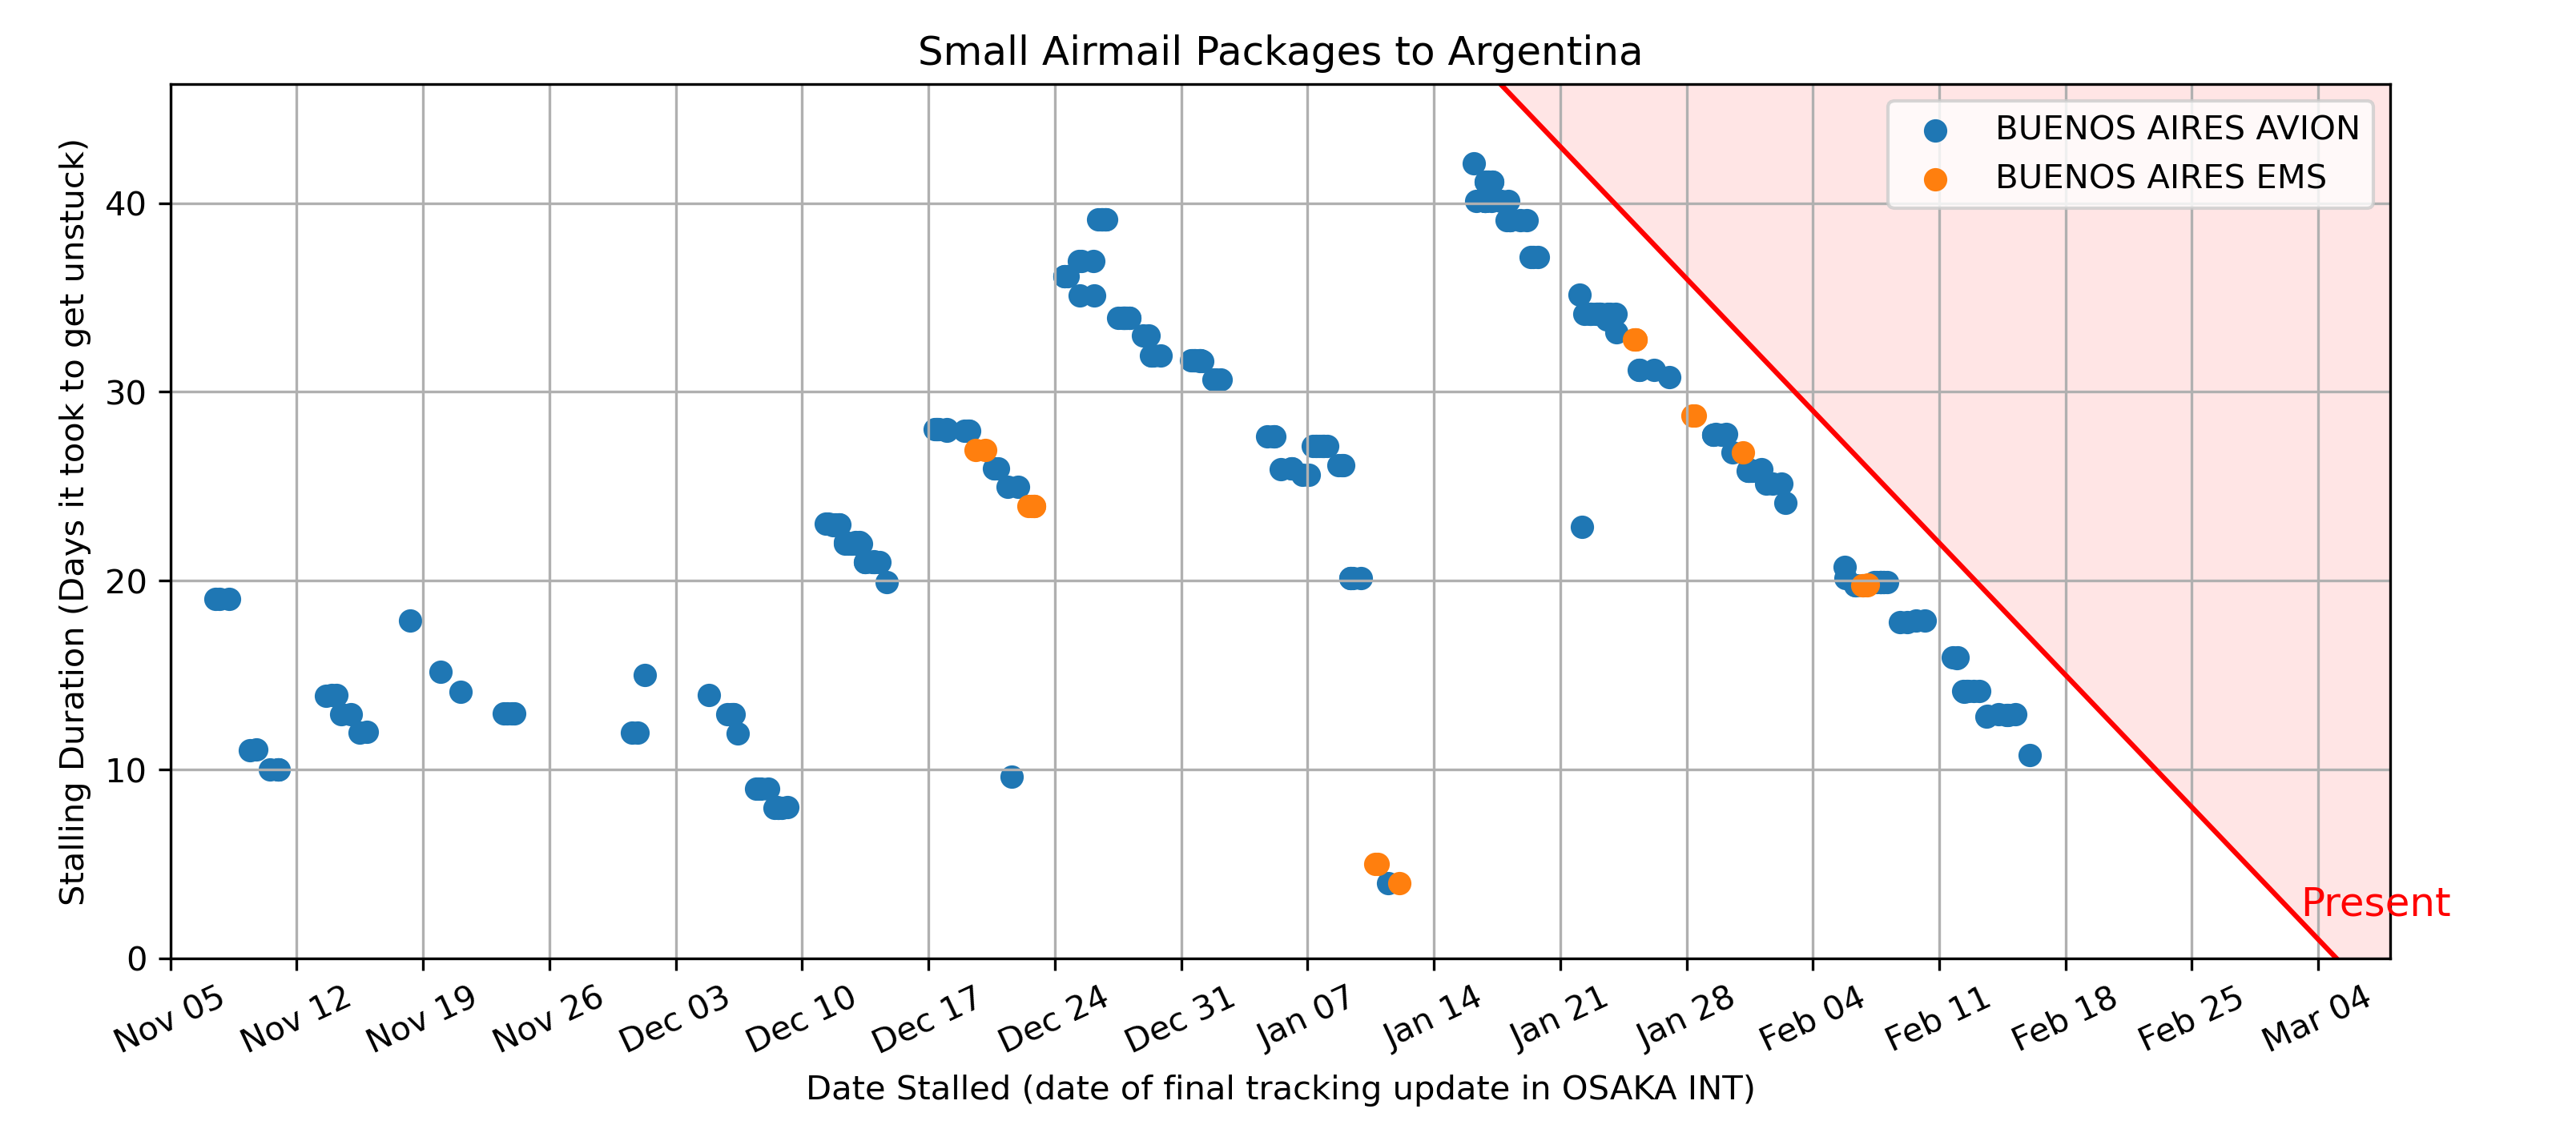 Small Airmail Packages to Argentina
BUENOS AIRES AVION
BUENOS AIRES EMS
Stalling Duration (Days it took to get unstuck)
40
30
20
10
0
Present
Nov 05
Nov 12
Nov 19
Nov 26
Dec 03
Dec 10
Dec 17
Dec 24
Dec 31
Jan 07
Jan 14
Jan 21
Jan 28
Feb 04
Feb 11
Feb 18
Feb 25
Mar 04
Date Stalled (date of final tracking update in OSAKA INT)